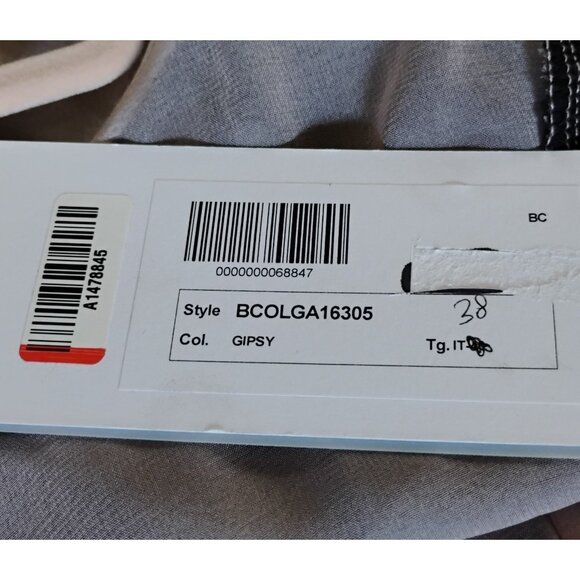 A1478845
0000000068847
BC
Style BCOLGA16305
38
Col. GIPSY
Tg. IT-